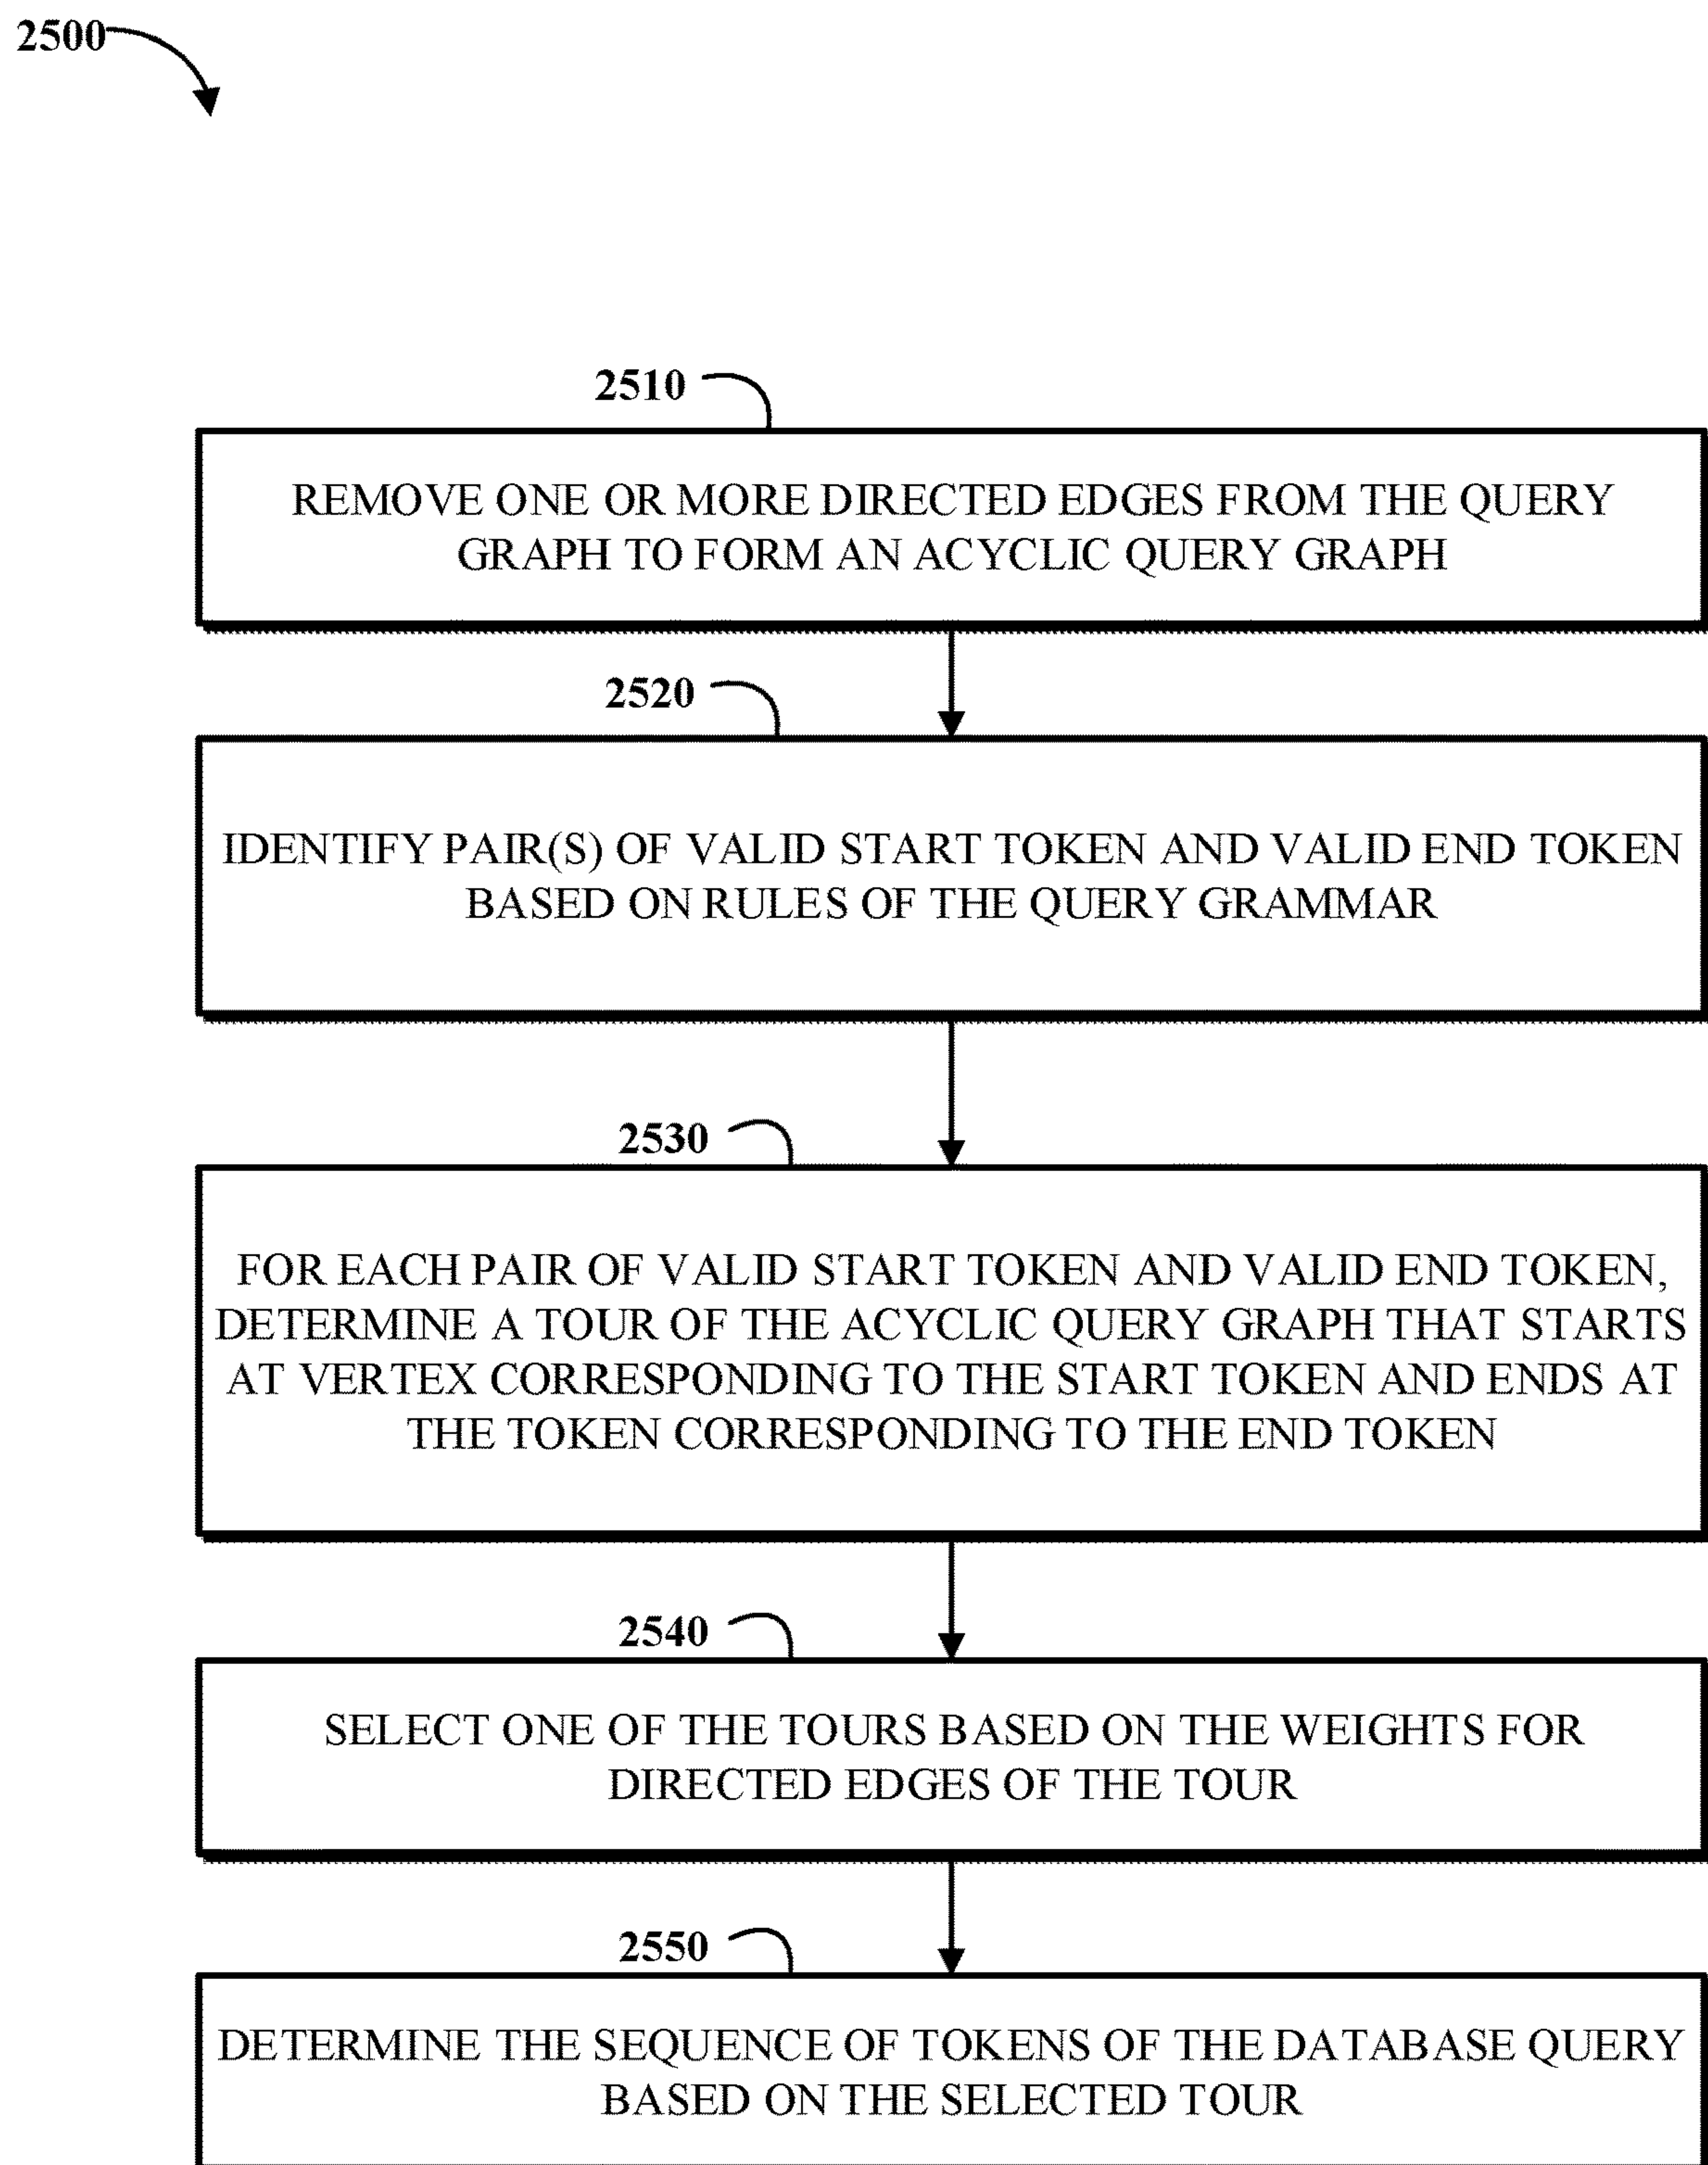 2500
2510
REMOVE ONE OR MORE DIRECTED EDGES FROM THE QUERY
GRAPH TO FORM AN ACYCLIC QUERY GRAPH
2520
IDENTIFY PAIR(S) OF VALID START TOKEN AND VALID END TOKEN
BASED ON RULES OF THE QUERY GRAMMAR
2530
FOR EACH PAIR OF VALID START TOKEN AND VALID END TOKEN,
DETERMINE A TOUR OF THE ACYCLIC QUERY GRAPH THAT STARTS
AT VERTEX CORRESPONDING TO THE START TOKEN AND ENDS AT
THE TOKEN CORRESPONDING TO THE END TOKEN
2540
SELECT ONE OF THE TOURS BASED ON THE WEIGHTS FOR
DIRECTED EDGES OF THE TOUR
2550
DETERMINE THE SEQUENCE OF TOKENS OF THE DATABASE QUERY
BASED ON THE SELECTED TOUR